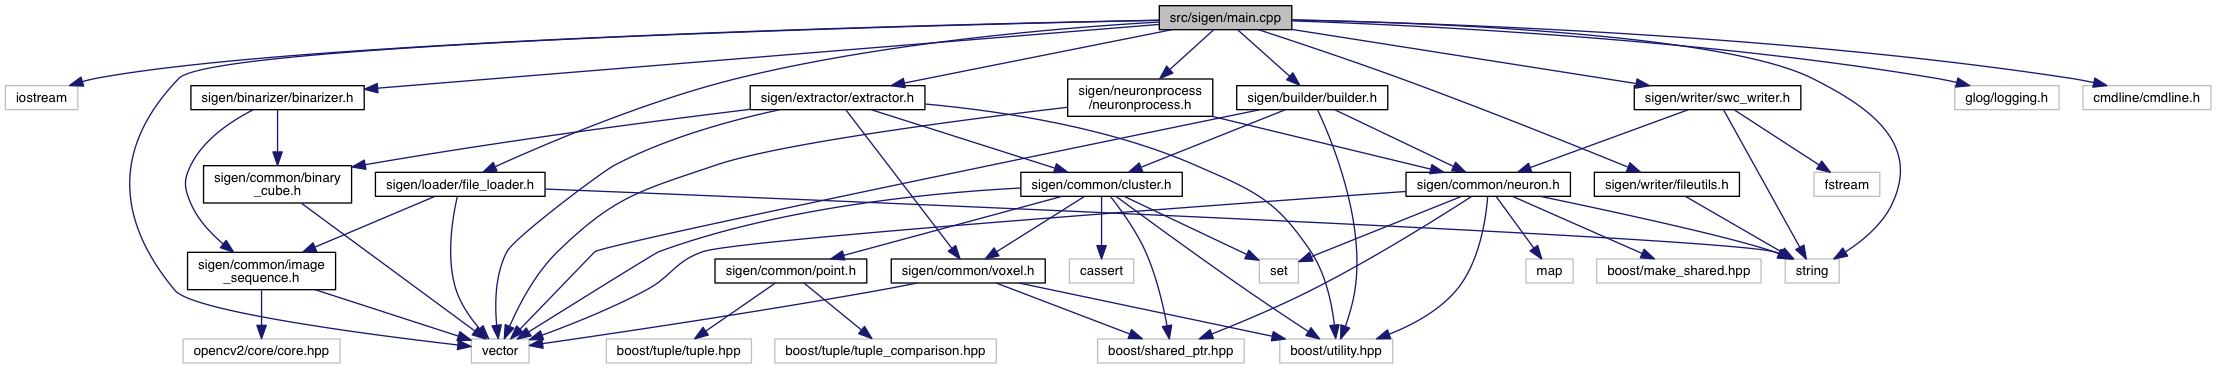 src/sigen/main.cpp
iostream
sigen/binarizer/binarizer.h
sigen/extractor/extractor.h
sigen/neuronprocess
/neuronprocess.h
sigen/builder/builder.h
sigen/writer/swc_writer.h
glog/logging.h
cmdline/cmdline.h
sigen/common/binary
_cube.h
sigen/loader/file_loader.h
sigen/common/cluster.h
sigen/common/neuron.h
sigen/writer/fileutils.h
fstream
sigen/common/image
_sequence.h
sigen/common/point.h
sigen/common/voxel.h
cassert
set
map
boost/make_shared.hpp
string
opencv2/core/core.hpp
vector
boost/tuple/tuple.hpp
boost/tuple/tuple_comparison.hpp
boost/shared_ptr.hpp
boost/utility.hpp